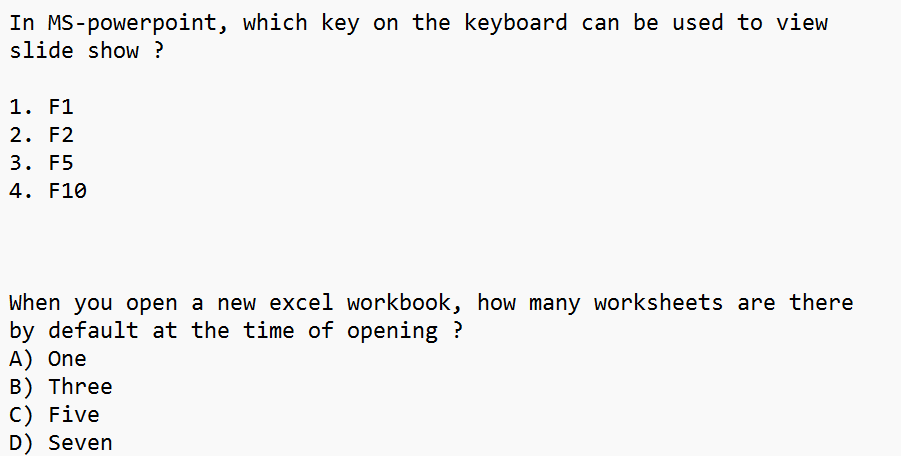 In MS-powerpoint, which key on the keyboard can be used to view
slide show ?
1. F1
2. F2
3. F5
4. F10
When you open a new excel workbook, how many worksheets are there
by default at the time of opening ?
A) One
B) Three
C) Five
D) Seven